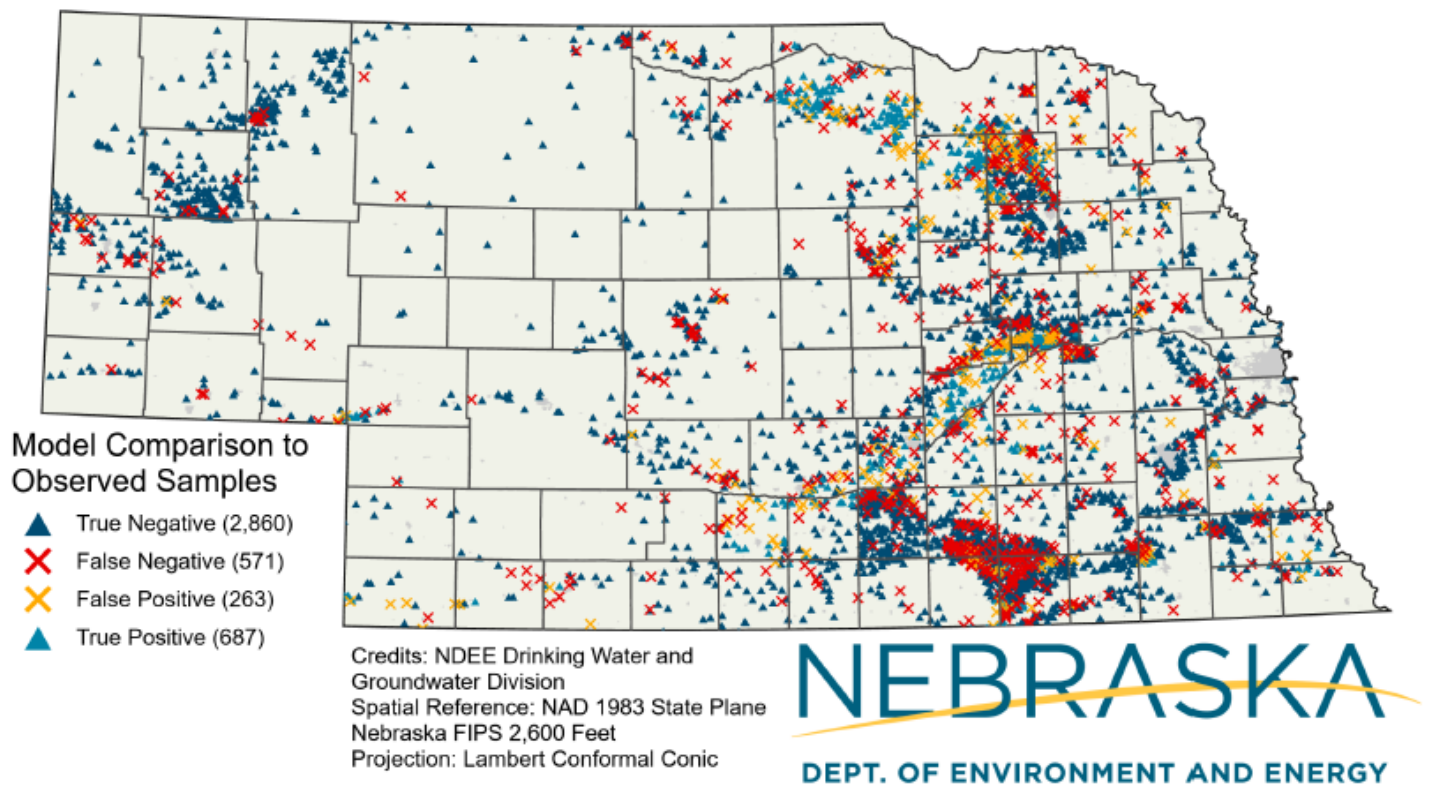 Model Comparison to
Observed Samples
True Negative (2,860)
False Negative (571)
False Positive (263)
True Positive (687)
Credits: NDEE Drinking Water and
Groundwater Division
Spatial Reference: NAD 1983 State Plane
Nebraska FIPS 2,600 Feet
Projection: Lambert Conformal Conic
NEBRASKA
DEPT. OF ENVIRONMENT AND ENERGY